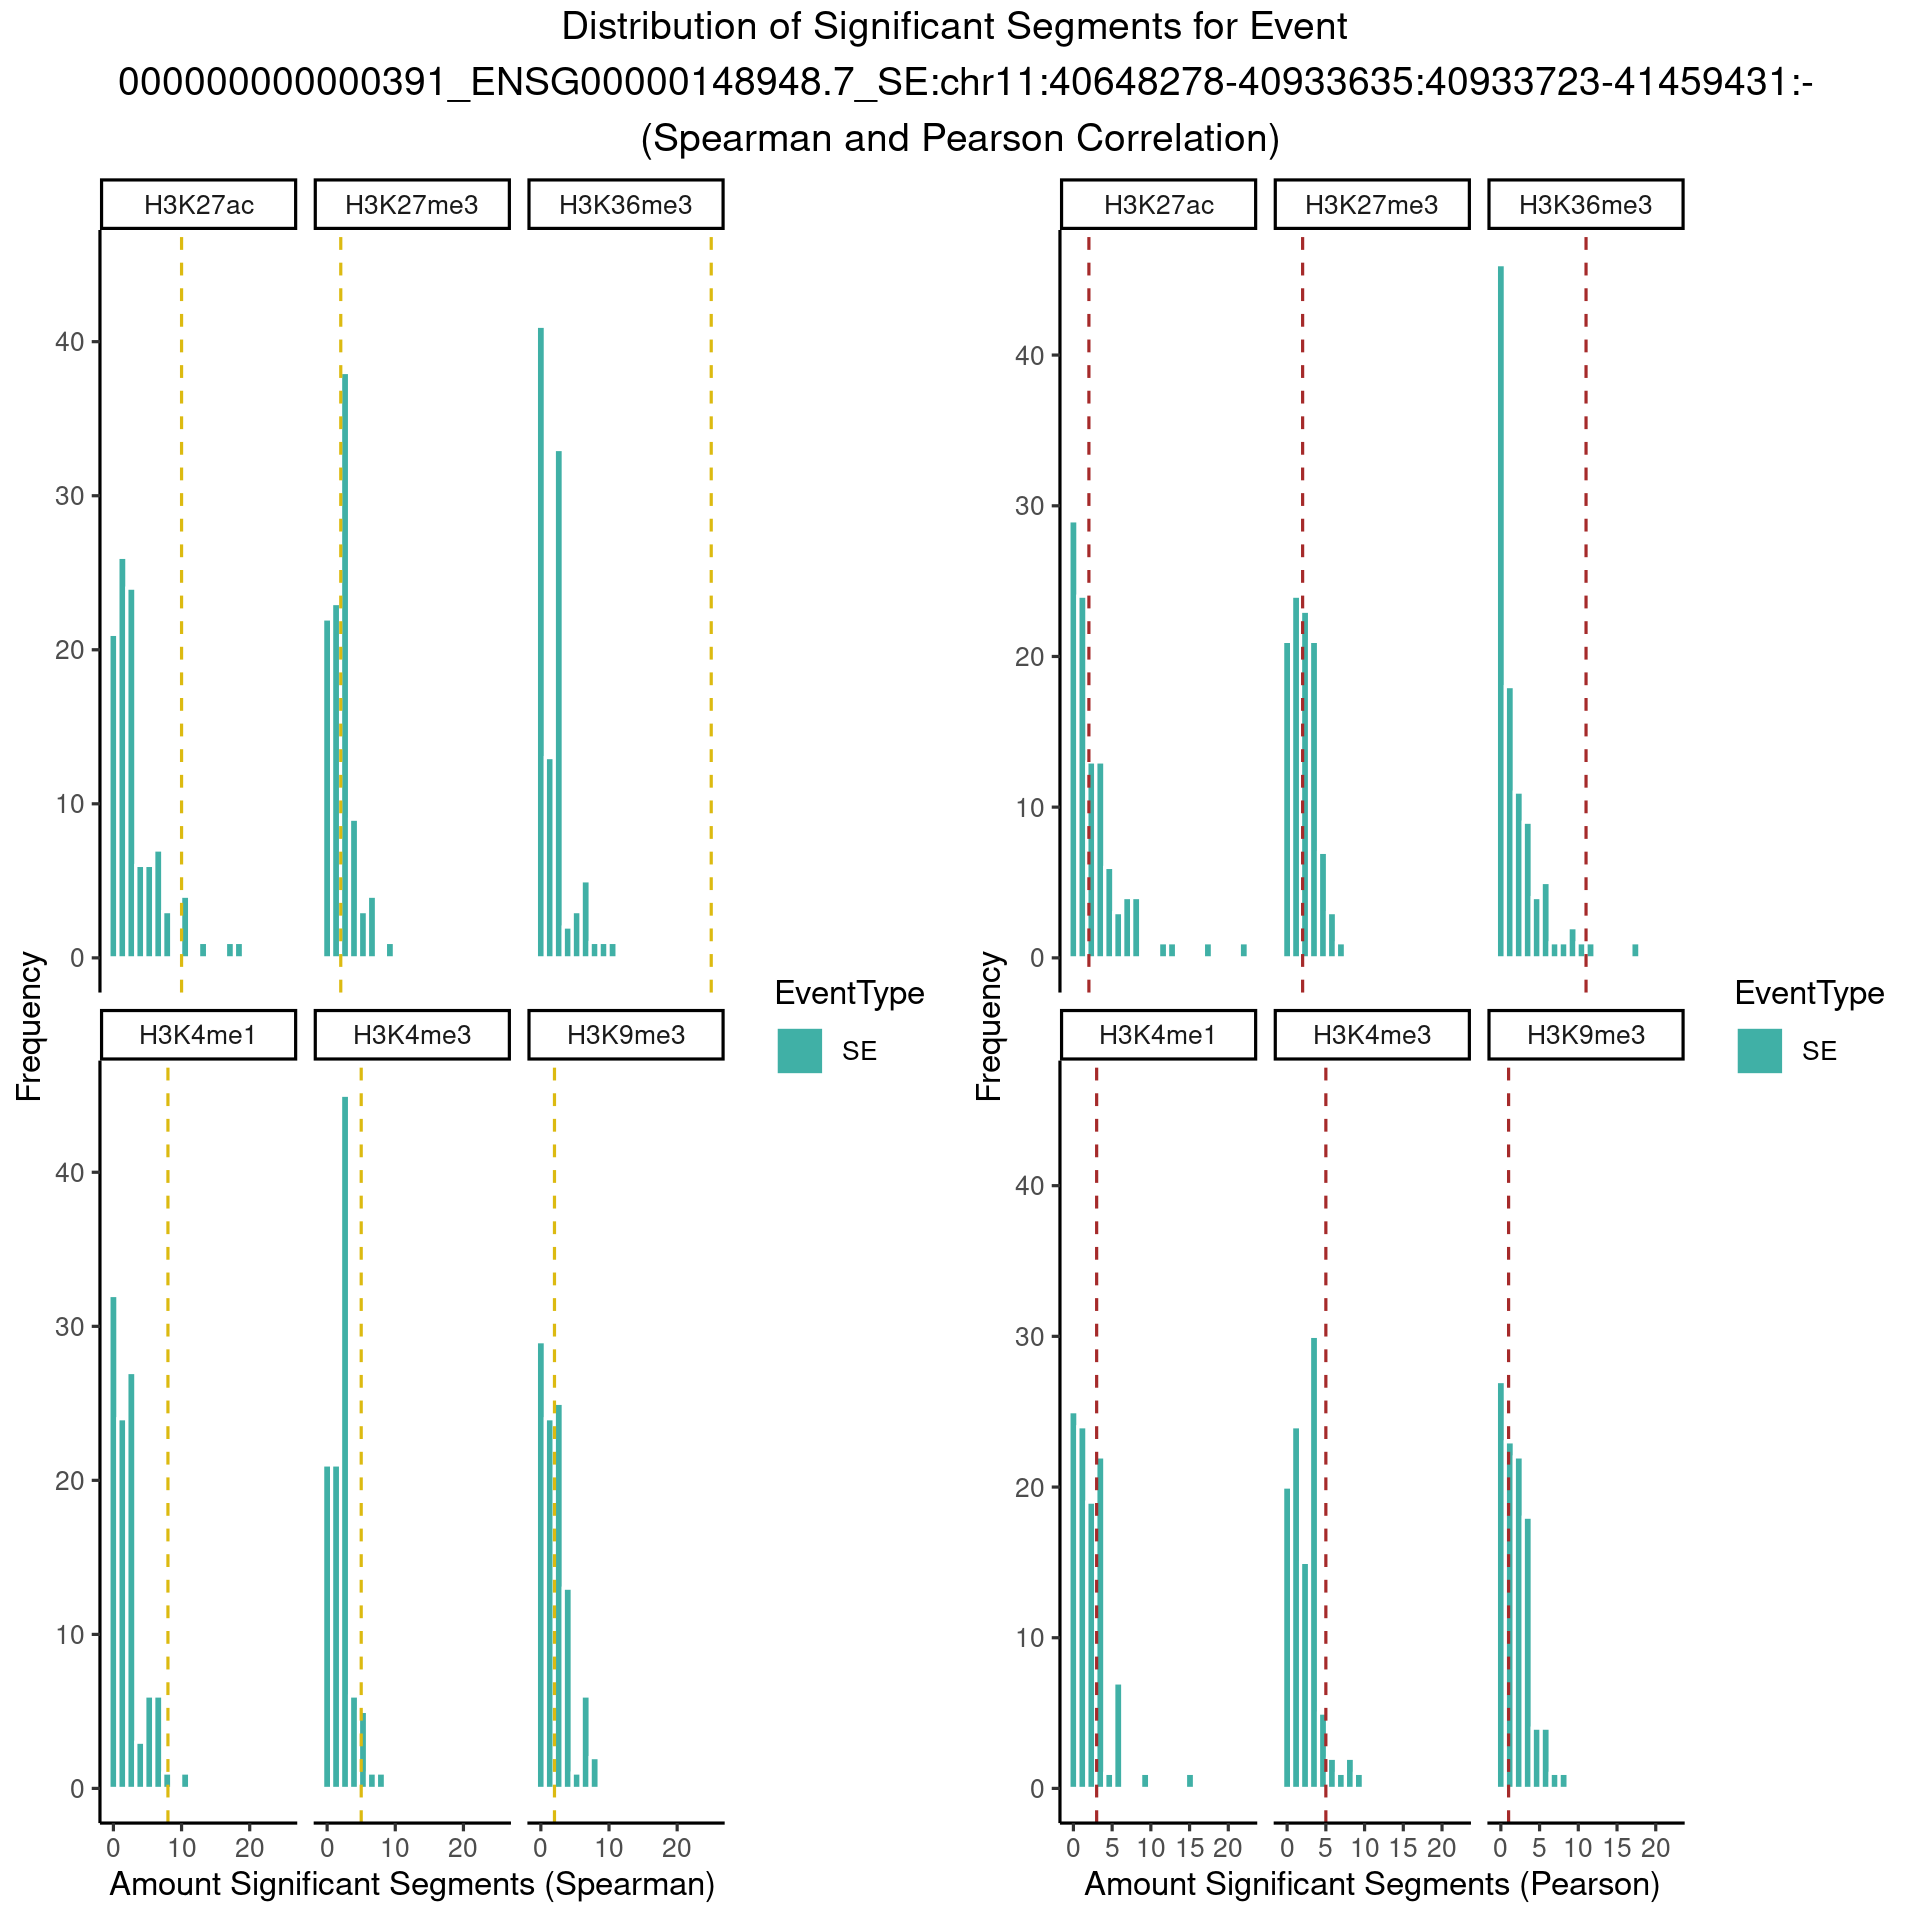 Distribution of Significant Segments for Event
000000000000391_ENSG00000148948.7_SE:chr11:40648278-40933635:40933723-41459431:-
(Spearman and Pearson Correlation)
H3K27ac H3K27me3 H3K36me3
40
30
20
10
0
H3K4me1 H3K4me3 H3K9me3
40
30
20
10
0
0 10 20 0 10 20 0 10 20
Frequency
Amount Significant Segments (Spearman)
EventType
SE
H3K27ac H3K27me3 H3K36me3
40
30
20
10
0
H3K4me1 H3K4me3 H3K9me3
40
30
20
10
0
0 5 10 15 20 0 5 10 15 20 0 5 10 15 20
Frequency
Amount Significant Segments (Pearson)
EventType
SE